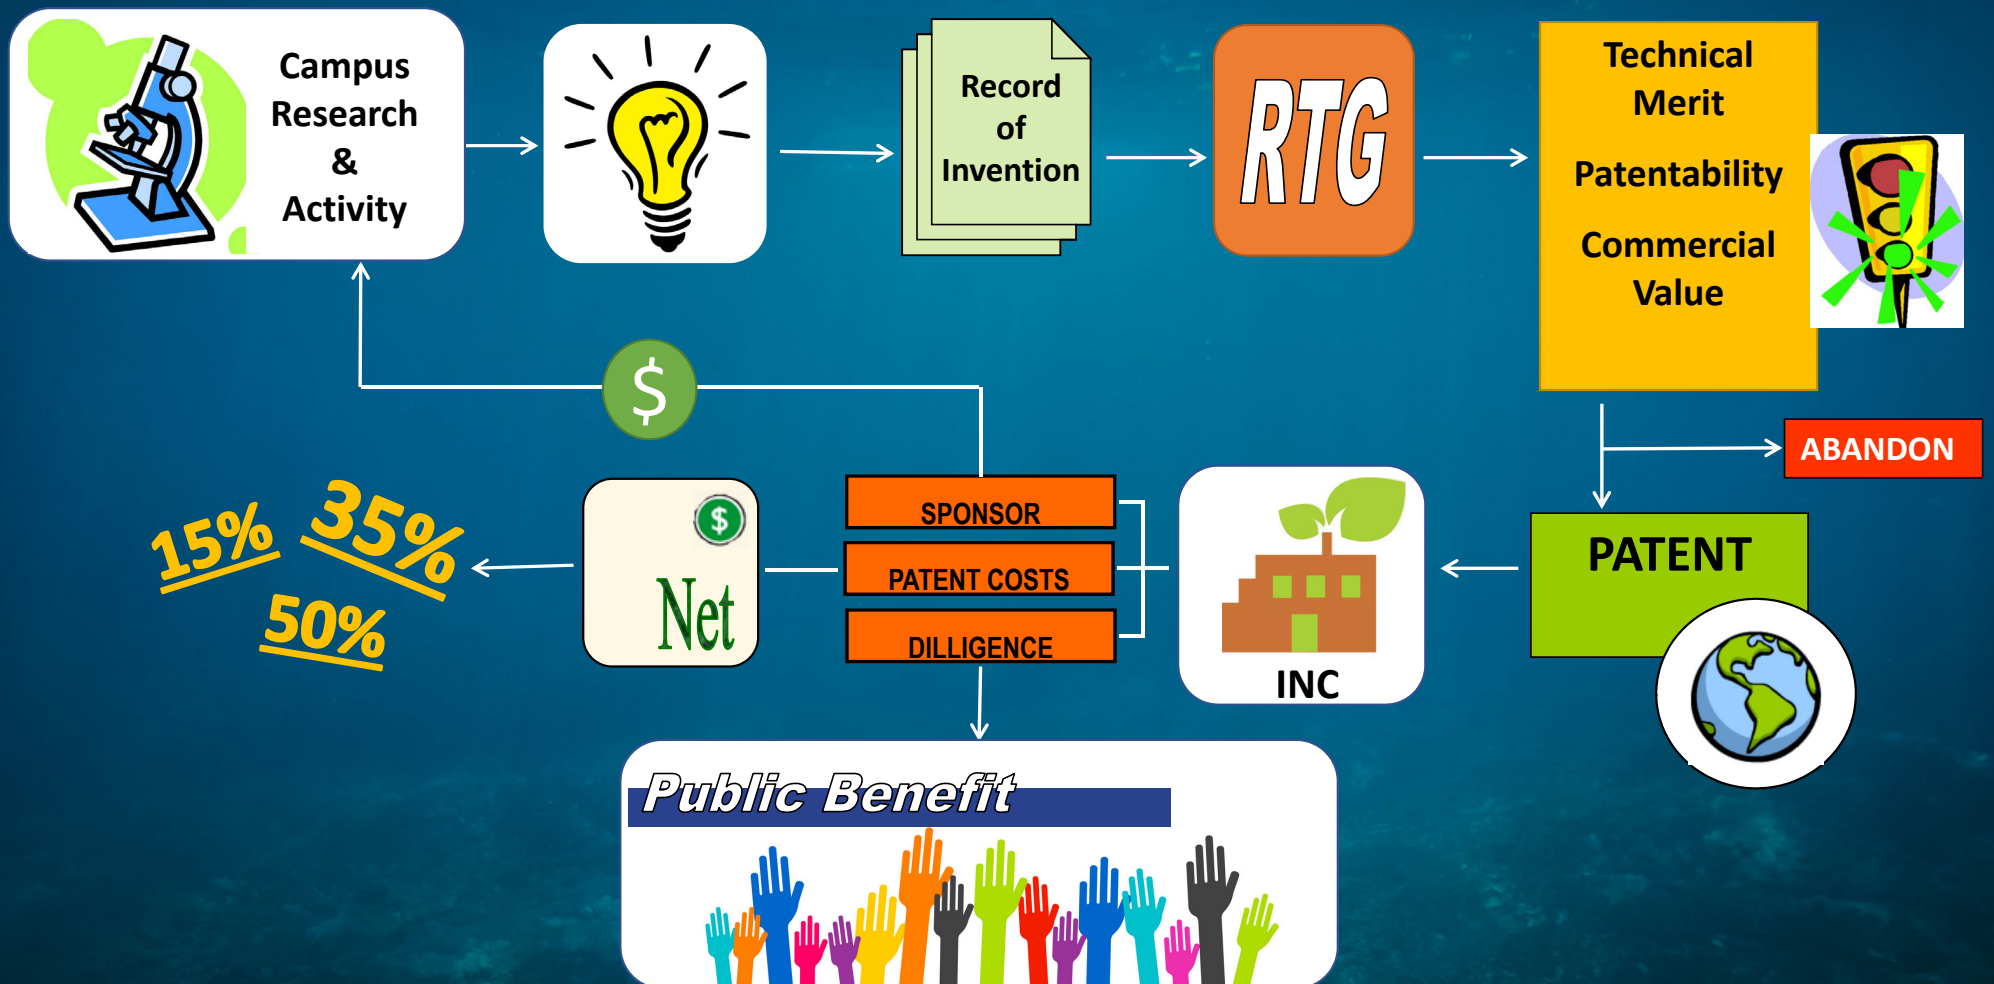 Campus
Research
&
Activity
Record
of
Invention
RTG
Technical
Merit
Patentability
Commercial
Value
$
ABANDON
15%
35%
50%
$
Net
SPONSOR
PATENT COSTS
DILLIGENCE
INC
PATENT
Public Benefit